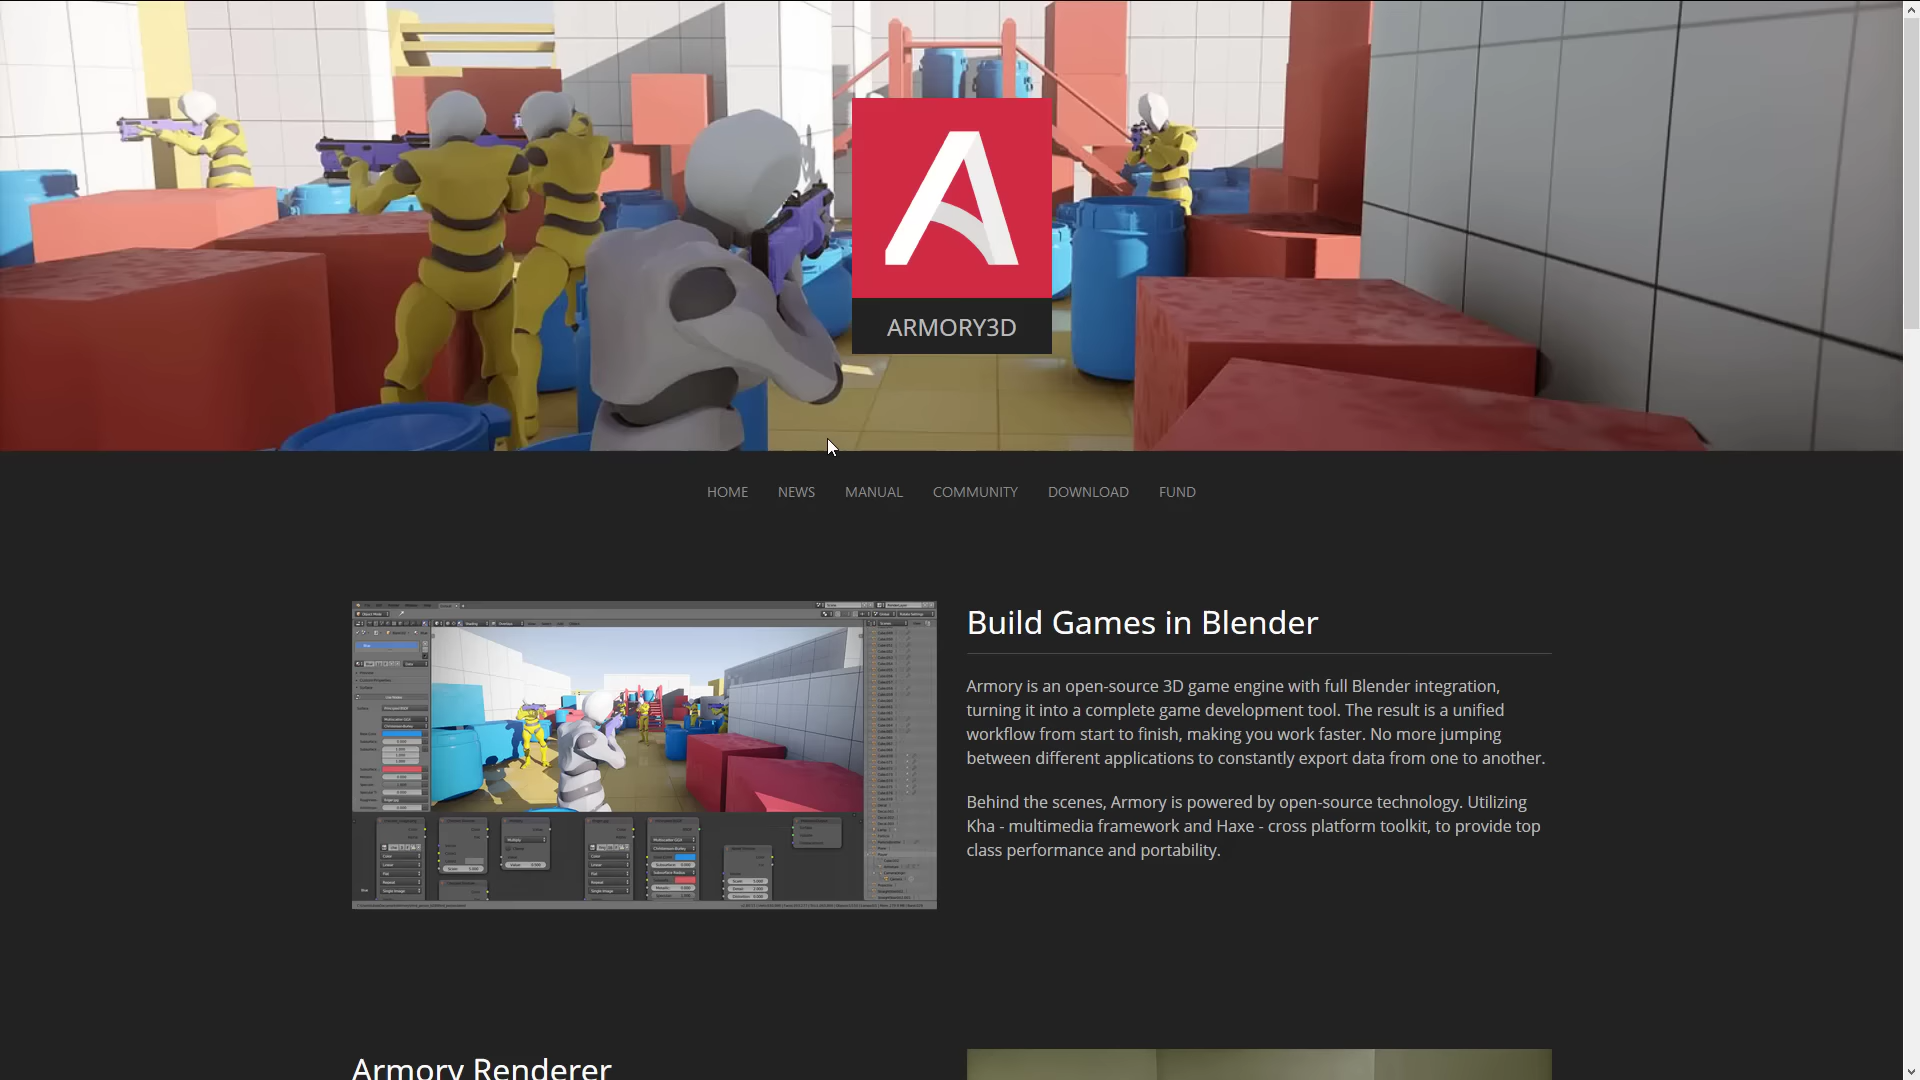 ARMORY3D
HOME NEWS MANUAL COMMUNITY DOWNLOAD FUND
Build Games in Blender
Armory is an open-source 3D game engine with full Blender integration,
turning it into a complete game development tool. The result is a unified
workflow from start to finish, making you work faster. No more jumping
between different applications to constantly export data from one to another.
Behind the scenes, Armory is powered by open-source technology. Utilizing
Kha - multimedia framework and Haxe - cross platform toolkit, to provide top
class performance and portability.
Armory Renderer